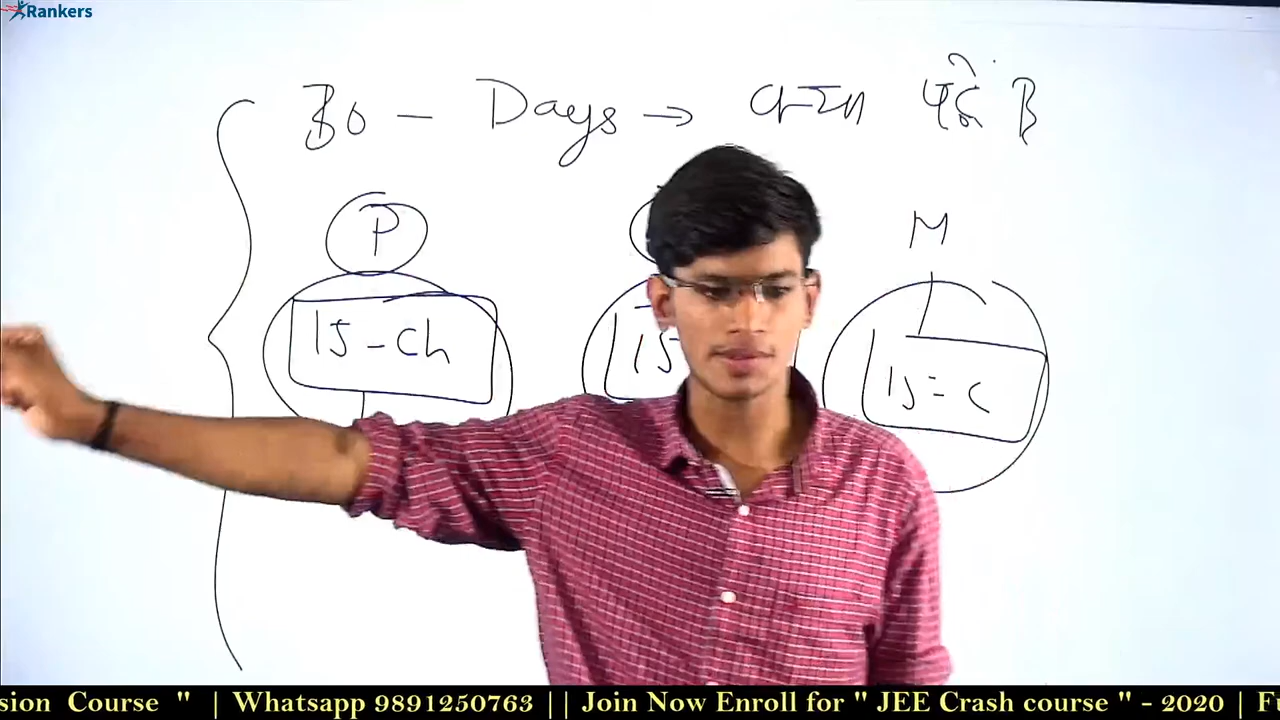 Rankers
30 - Days →
P
M
15 - Ch
15
15 = C
sion Course " | Whatsapp 9891250763 || Join Now Enroll for " JEE Crash course " - 2020 | Fu